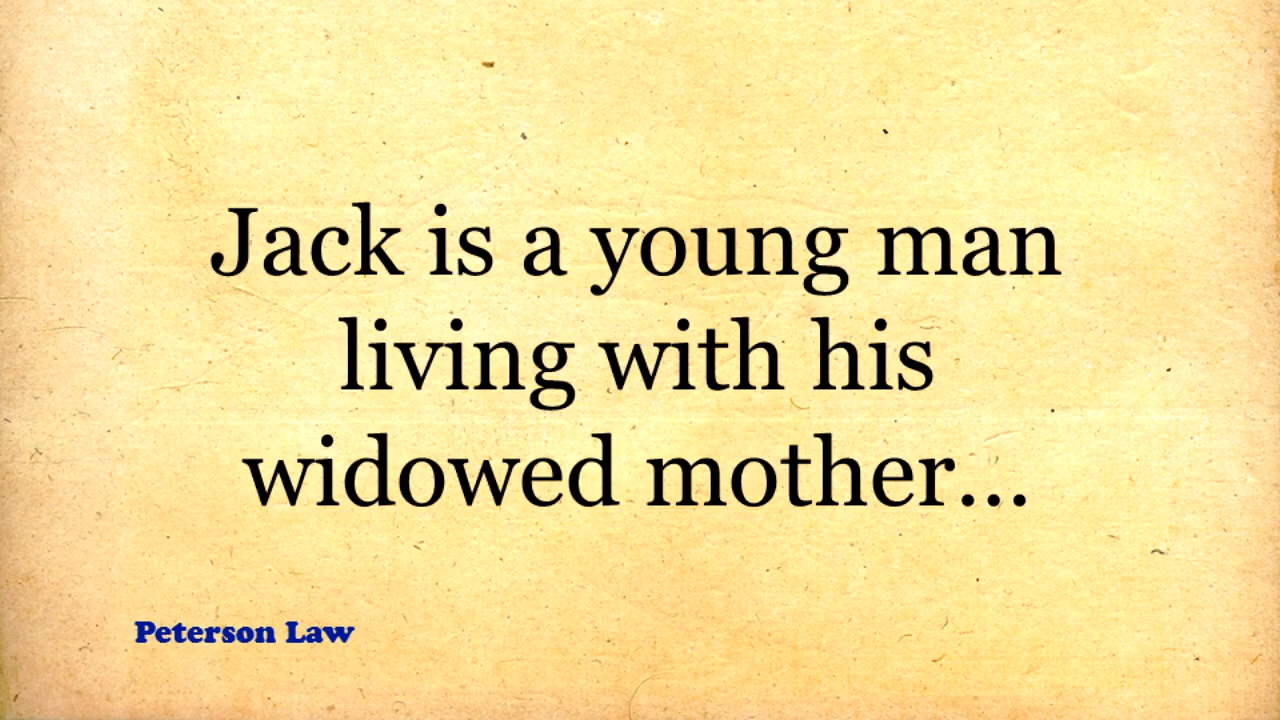 Jack is a young man
living with his
widowed mother...
Peterson Law